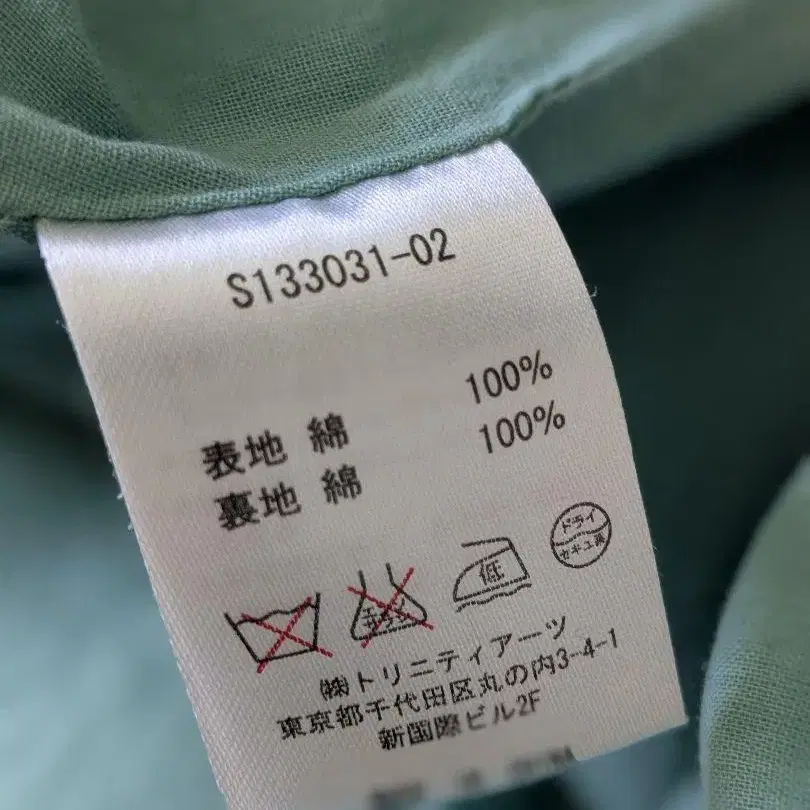 S133031-02
表地 綿 100%
裏地 綿 100%
低
ドライ
セキユ系
㈱トリニティアーツ
東京都千代田区丸の内3-4-1
新国際ビル2F